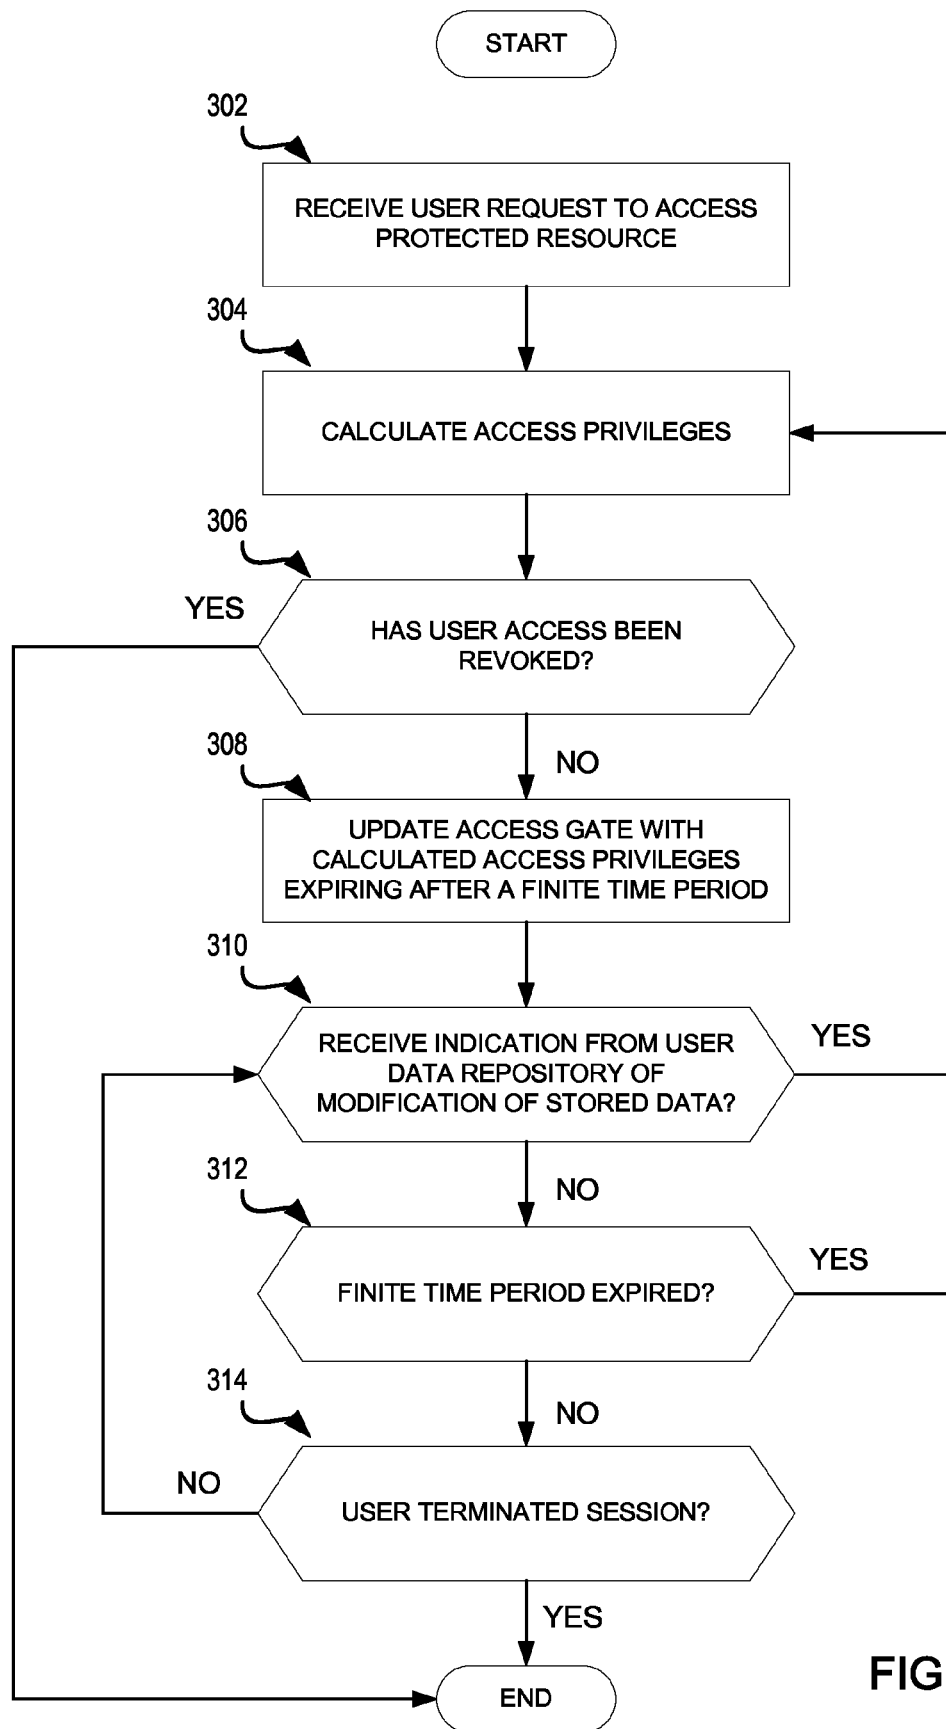 START
302
RECEIVE USER REQUEST TO ACCESS
PROTECTED RESOURCE
304
CALCULATE ACCESS PRIVILEGES
306
YES
HAS USER ACCESS BEEN
REVOKED?
NO
308
UPDATE ACCESS GATE WITH
CALCULATED ACCESS PRIVILEGES
EXPIRING AFTER A FINITE TIME PERIOD
310
RECEIVE INDICATION FROM USER
DATA REPOSITORY OF
MODIFICATION OF STORED DATA?
YES
NO
312
FINITE TIME PERIOD EXPIRED?
YES
NO
314
USER TERMINATED SESSION?
NO
YES
END
FIG